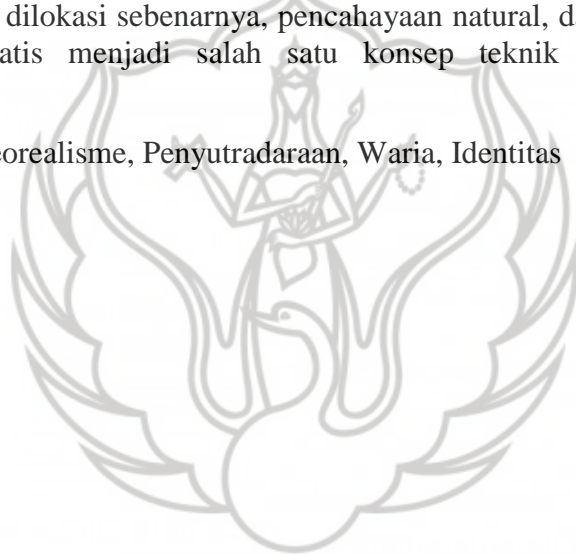 dilokasi sebenarnya, pencahayaan natural, d
atis menjadi salah satu konsep teknik
eorealisme, Penyutradaraan, Waria, Identitas